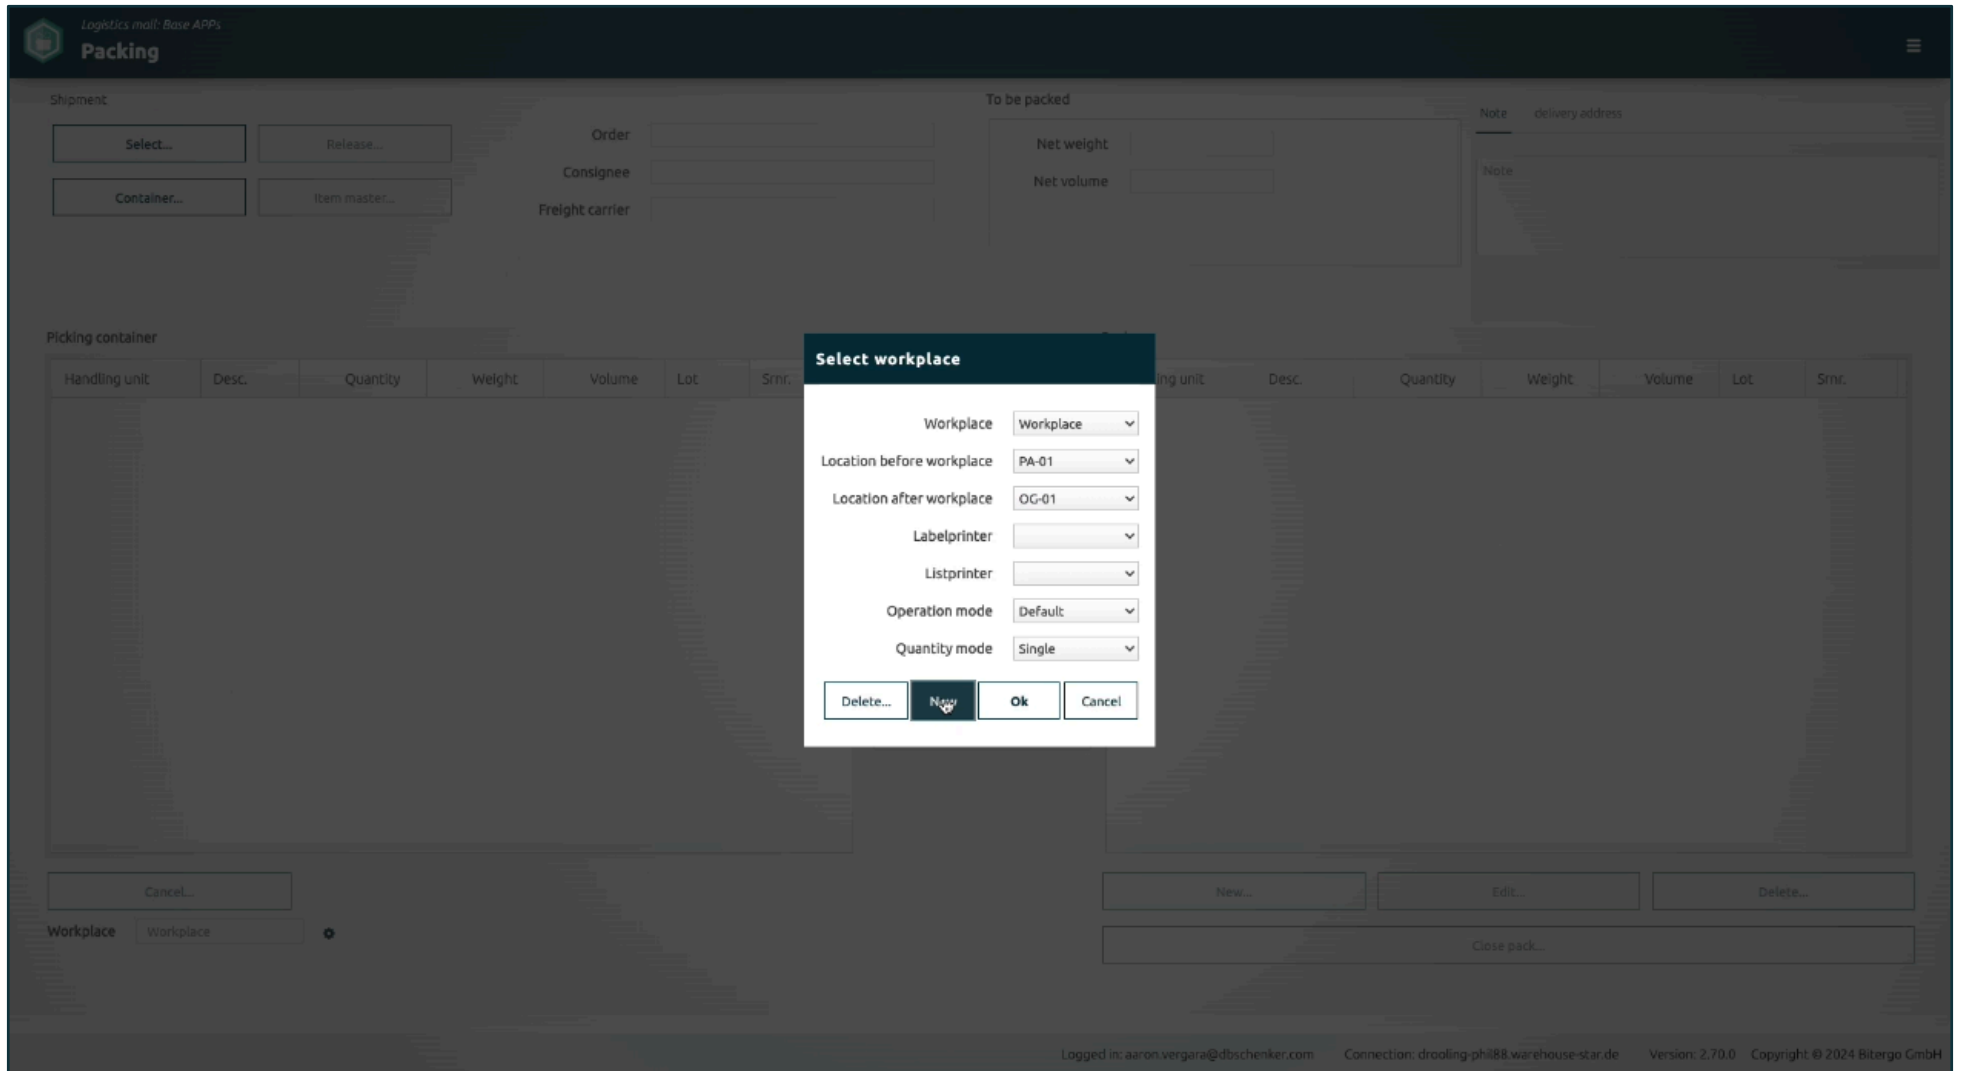 Logistics mall: Base APPs
Packing
Shipment
Select...
Release...
Container...
Item master...
Order
Consignee
Freight carrier
To be packed
Net weight
Net volume
Note delivery address
Note
Picking container
Handling unit Desc. Quantity Weight Volume Lot Srnr.
ing unit Desc. Quantity Weight Volume Lot Srnr.
Select workplace
Workplace Workplace
Location before workplace PA-01
Location after workplace OG-01
Labelprinter
Listprinter
Operation mode Default
Quantity mode Single
Delete... New Ok Cancel
Cancel...
Workplace Workplace
New... Edit... Delete...
Close pack...
Logged in: aaron.vergara@dbschenker.com Connection: drooling-phil88.warehouse-star.de Version: 2.70.0 Copyright © 2024 Bitergo GmbH